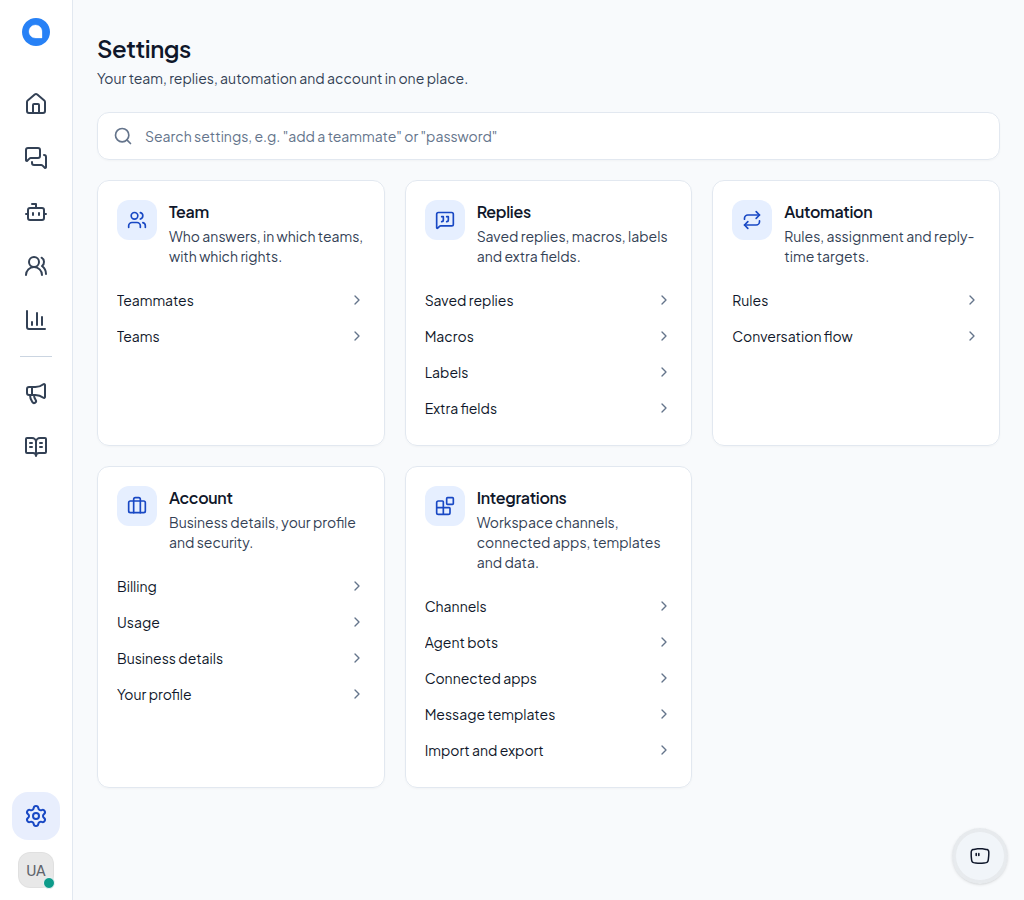 Settings
Your team, replies, automation and account in one place.
Search settings, e.g. "add a teammate" or "password"
Team
Who answers, in which teams,
with which rights.
Teammates
Teams
Replies
Saved replies, macros, labels
and extra fields.
Saved replies
Macros
Labels
Extra fields
Automation
Rules, assignment and reply-
time targets.
Rules
Conversation flow
Account
Business details, your profile
and security.
Billing
Usage
Business details
Your profile
Integrations
Workspace channels,
connected apps, templates
and data.
Channels
Agent bots
Connected apps
Message templates
Import and export
UA